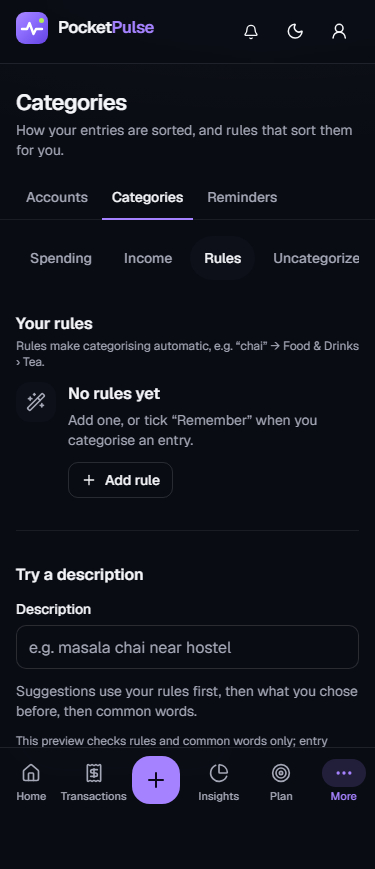 PocketPulse
Categories
How your entries are sorted, and rules that sort them
for you.
Accounts Categories Reminders
Spending Income Rules Uncategorize
Your rules
Rules make categorising automatic, e.g. “chai” → Food & Drinks
› Tea.
No rules yet
Add one, or tick “Remember” when you
categorise an entry.
+ Add rule
Try a description
Description
e.g. masala chai near hostel
Suggestions use your rules first, then what you chose
before, then common words.
This preview checks rules and common words only; entry
Home Transactions Insights Plan More